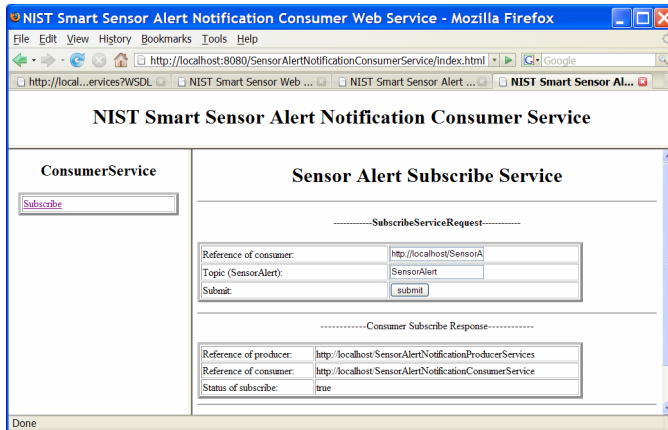 NIST Smart Sensor Alert Notification Consumer Web Service - Mozilla Firefox
File Edit View History Bookmarks Tools Help
http://localhost:8080/SensorAlertNotificationConsumerService/index.html
Google
http://local...ervices?WSDL
NIST Smart Sensor Web ...
NIST Smart Sensor Alert ...
NIST Smart Sensor Al...
NIST Smart Sensor Alert Notification Consumer Service
ConsumerService
Subscribe
Sensor Alert Subscribe Service
------------SubscribeServiceRequest------------
Reference of consumer: http://localhost/SensorA
Topic (SensorAlert): SensorAlert
Submit: submit
------------Consumer Subscribe Response------------
Reference of producer: http://localhost/SensorAlertNotificationProducerServices
Reference of consumer: http://localhost/SensorAlertNotificationConsumerService
Status of subscribe: true
Done